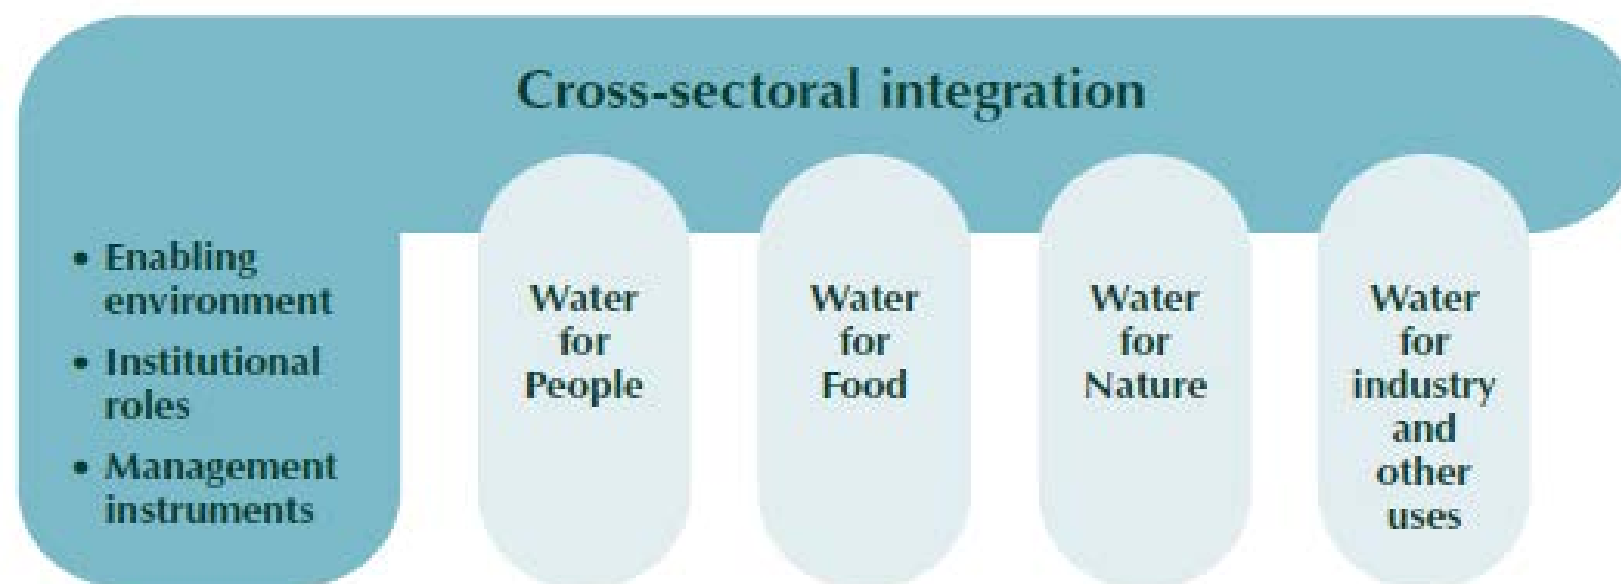 Cross-sectoral integration
• Enabling
environment
• Institutional
roles
• Management
instruments
Water
for
People
Water
for
Food
Water
for
Nature
Water
for
industry
and
other
uses